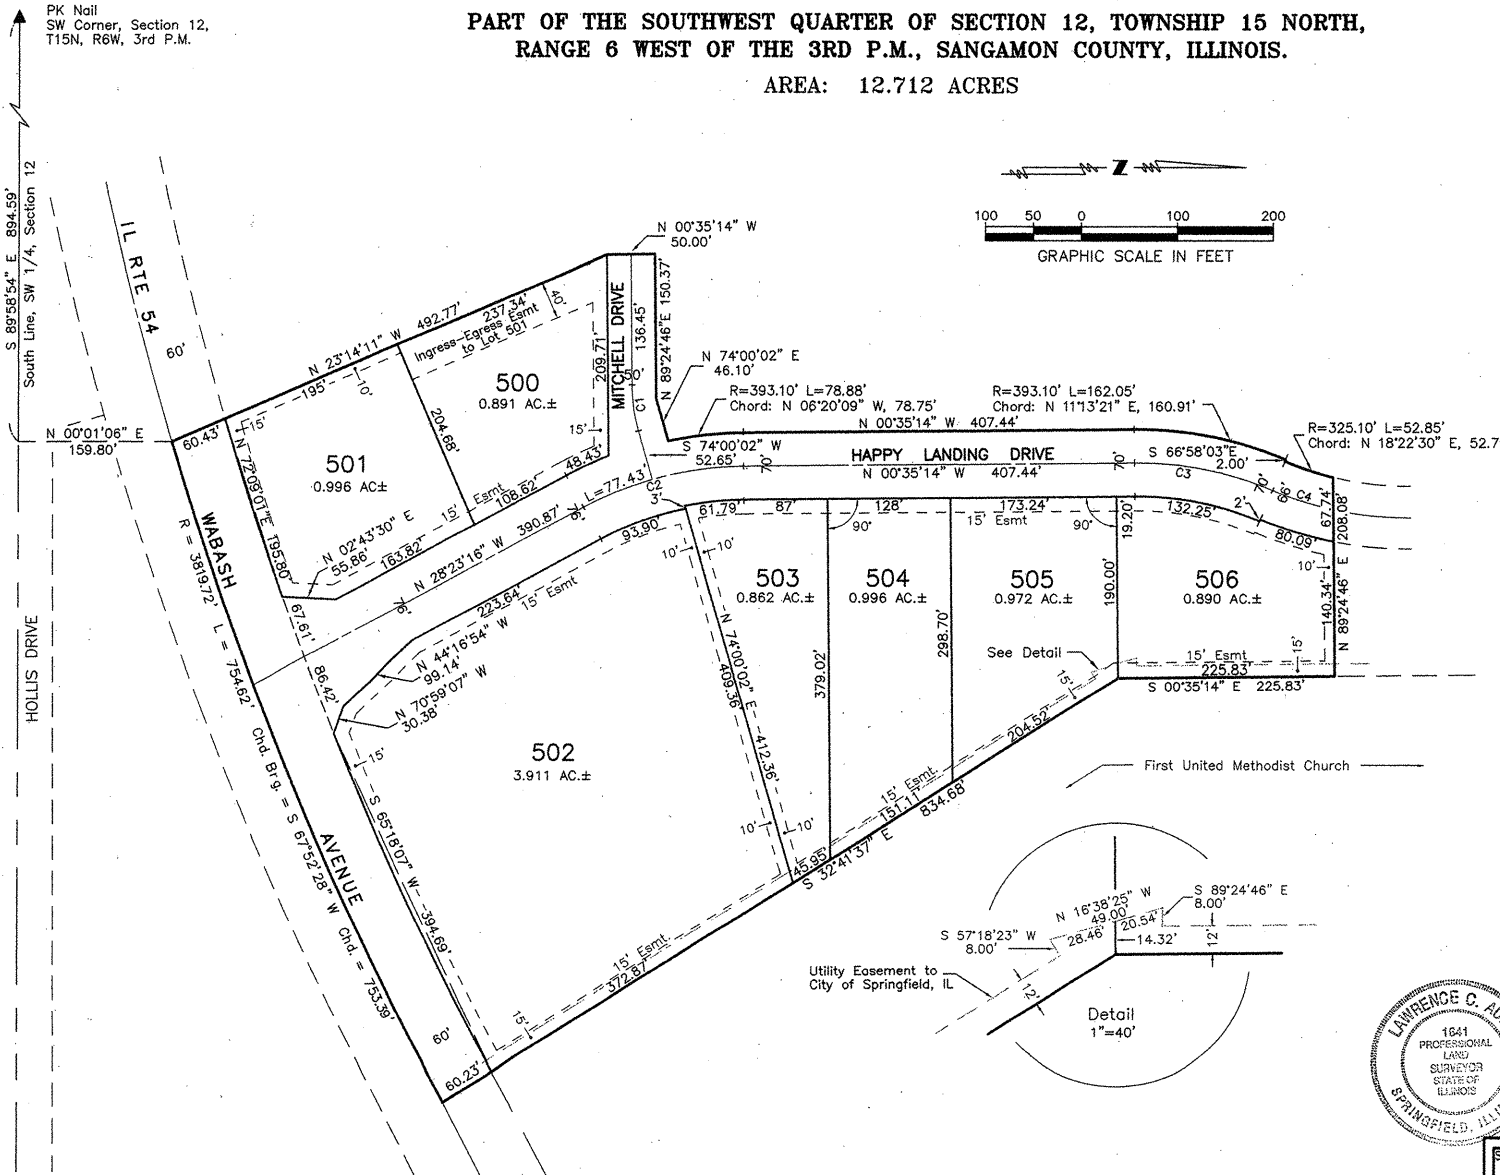 PK Nail
SW Corner, Section 12,
T15N, R6W, 3rd P.M.
PART OF THE SOUTHWEST QUARTER OF SECTION 12, TOWNSHIP 15 NORTH,
RANGE 6 WEST OF THE 3RD P.M., SANGAMON COUNTY, ILLINOIS.
AREA: 12.712 ACRES
S 89°58'54" E 894.59'
South Line, SW 1/4, Section 12
Z
100 50 0 100 200
GRAPHIC SCALE IN FEET
IL RTE 54
60'
N 00°01'06" E
159.80'
HOLLIS DRIVE
N 00°35'14" W
50.00'
N 23°14'11" W 492.77'
237.34'
Ingress-Egress Esmt
to Lot 501
40'
195'
10'
15'
60.43'
500
0.891 AC.±
209.71'
MITCHELL DRIVE
136.45'
50'
C1
N 89°24'46"E 150.37'
N 74°00'02" E
46.10'
R=393.10' L=78.88'
Chord: N 06°20'09" W, 78.75'
R=393.10' L=162.05'
Chord: N 11°13'21" E, 160.91'
N 00°35'14" W 407.44'
R=325.10' L=52.85'
Chord: N 18°22'30" E, 52.7
S 74°00'02" W
52.65'
70'
HAPPY LANDING DRIVE
N 00°35'14" W 407.44'
70'
S 66°58'03"E
2.00'
C3
70'
66'
C4
67.74'
208.08'
501
0.996 AC±
204.68'
15'
48.43'
Esmt
108.62'
15'
163.82'
N 72°09'01"E 195.80'
N 02°43'30" E
55.86'
N 28°23'16" W 390.87'
L=77.43'
C2
3'
76'
76'
61.79'
87'
128'
173.24'
15' Esmt
90°
90°
19.20'
132.25'
2'
80.09'
10'
93.90'
223.64'
15' Esmt
10'
10'
503
0.862 AC.±
504
0.996 AC.±
505
0.972 AC.±
506
0.890 AC.±
190.00'
140.34'
N 89°24'46" E
WABASH
R = 3819.72' L = 754.62' Chd. Brg. = S 67°52'28" W Chd. = 753.39'
67.61'
86.42'
N 44°16'54" W
99.14'
N 70°59'07" W
30.38'
N 74°00'02" E
409.36'
412.36'
379.02'
298.70'
See Detail
15' Esmt
15'
225.83'
S 00°35'14" E 225.83'
15'
204.52'
502
3.911 AC.±
15'
First United Methodist Church
15' Esmt.
151.11'
834.68'
10'
10'
45.95'
S 32°41'37" E
AVENUE
S 65°18'07" W
394.69'
15' Esmt.
372.87'
15'
60'
60.23'
N 16°38'25" W
49.00'
S 89°24'46" E
8.00'
S 57°18'23" W
8.00'
28.46'
20.54'
14.32'
12'
Utility Easement to
City of Springfield, IL
12'
Detail
1"=40'
LAWRENCE C.
1641
PROFESSIONAL
LAND
SURVEYOR
STATE OF
ILLINOIS
SPRINGFIELD,